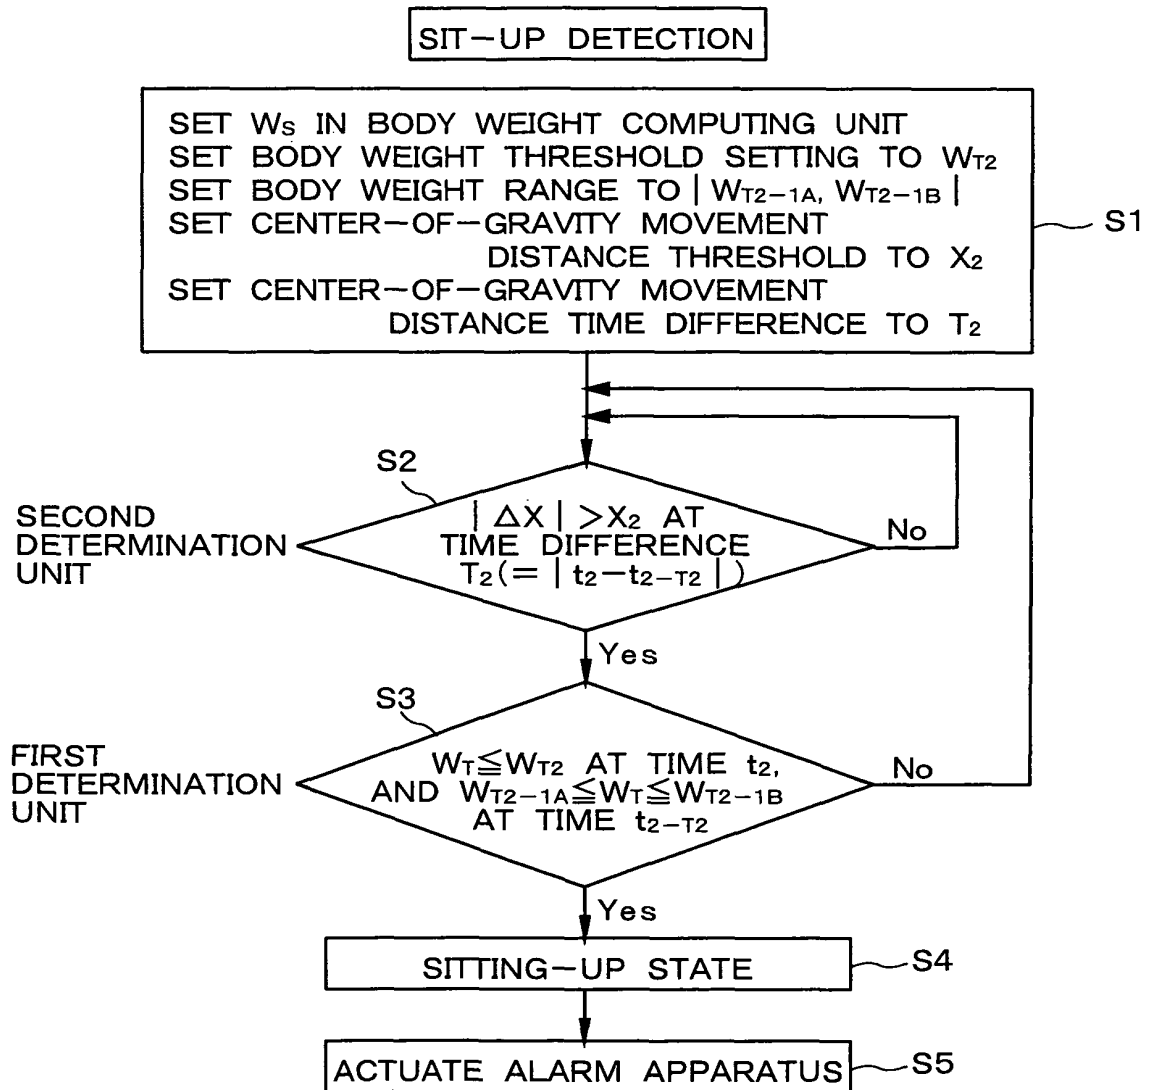 SIT-UP DETECTION
SET WS IN BODY WEIGHT COMPUTING UNIT
SET BODY WEIGHT THRESHOLD SETTING TO WT2
SET BODY WEIGHT RANGE TO | WT2-1A, WT2-1B |
SET CENTER-OF-GRAVITY MOVEMENT
DISTANCE THRESHOLD TO X2
SET CENTER-OF-GRAVITY MOVEMENT
DISTANCE TIME DIFFERENCE TO T2
S1
S2
SECOND
DETERMINATION
UNIT
| ΔX | >X2 AT
TIME DIFFERENCE
T2(= | t2-t2-T2 | )
No
Yes
S3
FIRST
DETERMINATION
UNIT
WT≦WT2 AT TIME t2,
AND WT2-1A≦WT≦WT2-1B
AT TIME t2-T2
No
Yes
SITTING-UP STATE
S4
ACTUATE ALARM APPARATUS
S5